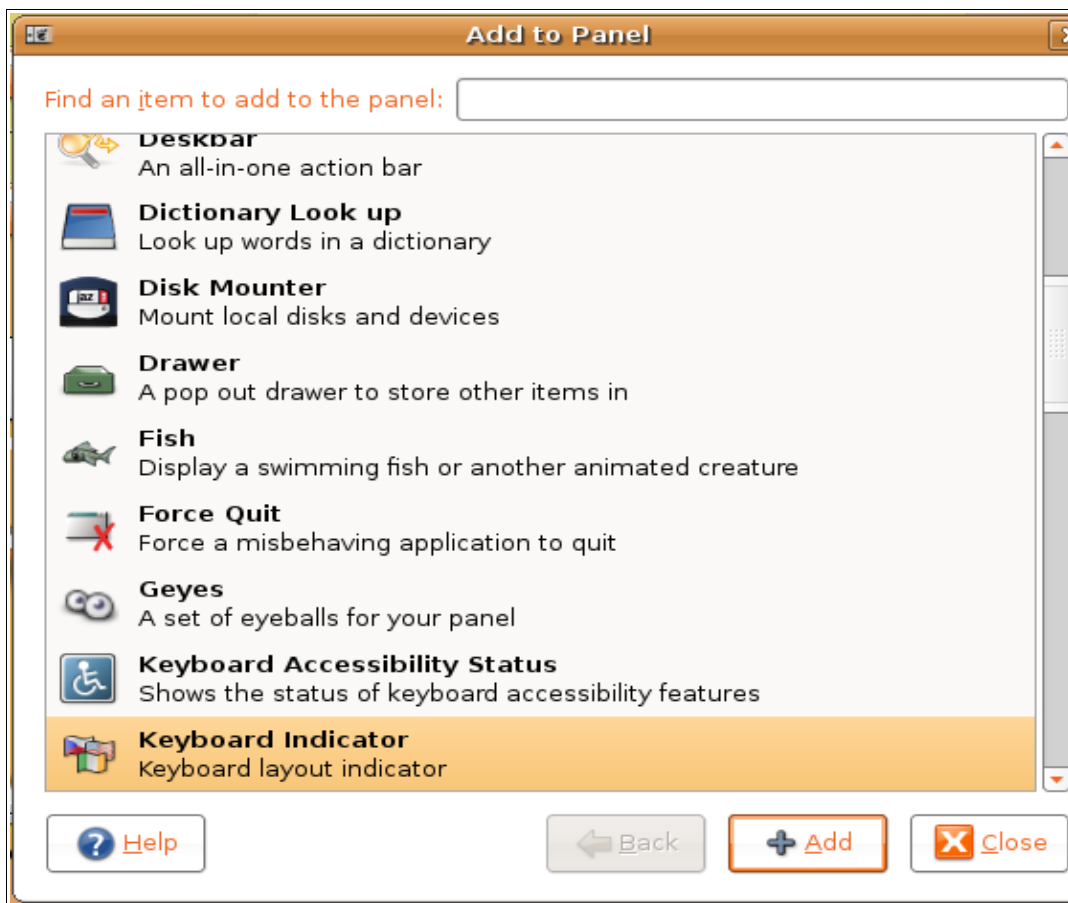 Add to Panel
Find an item to add to the panel:
Deskbar
An all-in-one action bar
Dictionary Look up
Look up words in a dictionary
jaz
Disk Mounter
Mount local disks and devices
Drawer
A pop out drawer to store other items in
Fish
Display a swimming fish or another animated creature
Force Quit
Force a misbehaving application to quit
Geyes
A set of eyeballs for your panel
Keyboard Accessibility Status
Shows the status of keyboard accessibility features
Keyboard Indicator
Keyboard layout indicator
Help
Back
Add
Close